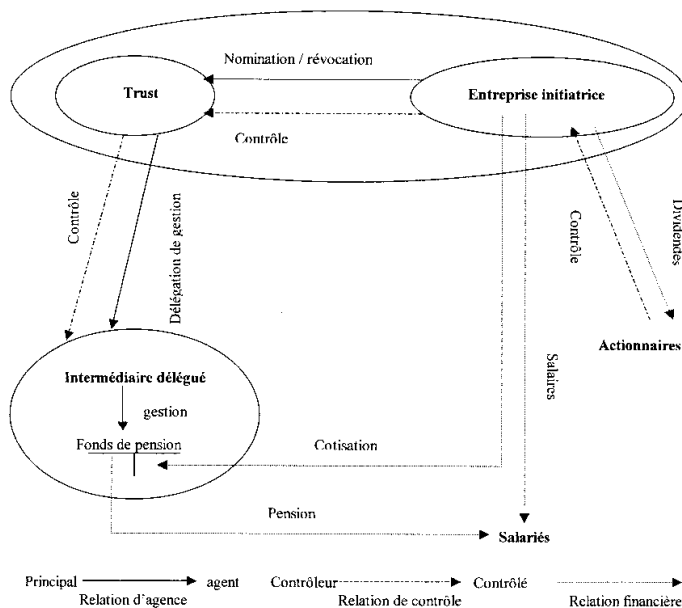 Nomination / révocation
Trust
Entreprise initiatrice
Contrôle
Contrôle
Délégation de gestion
Contrôle
Dividendes
Salaires
Actionnaires
Intermédiaire délégué
gestion
Fonds de pension
Cotisation
Pension
Salariés
Principal agent Contrôleur Contrôlé
Relation d'agence Relation de contrôle Relation financière